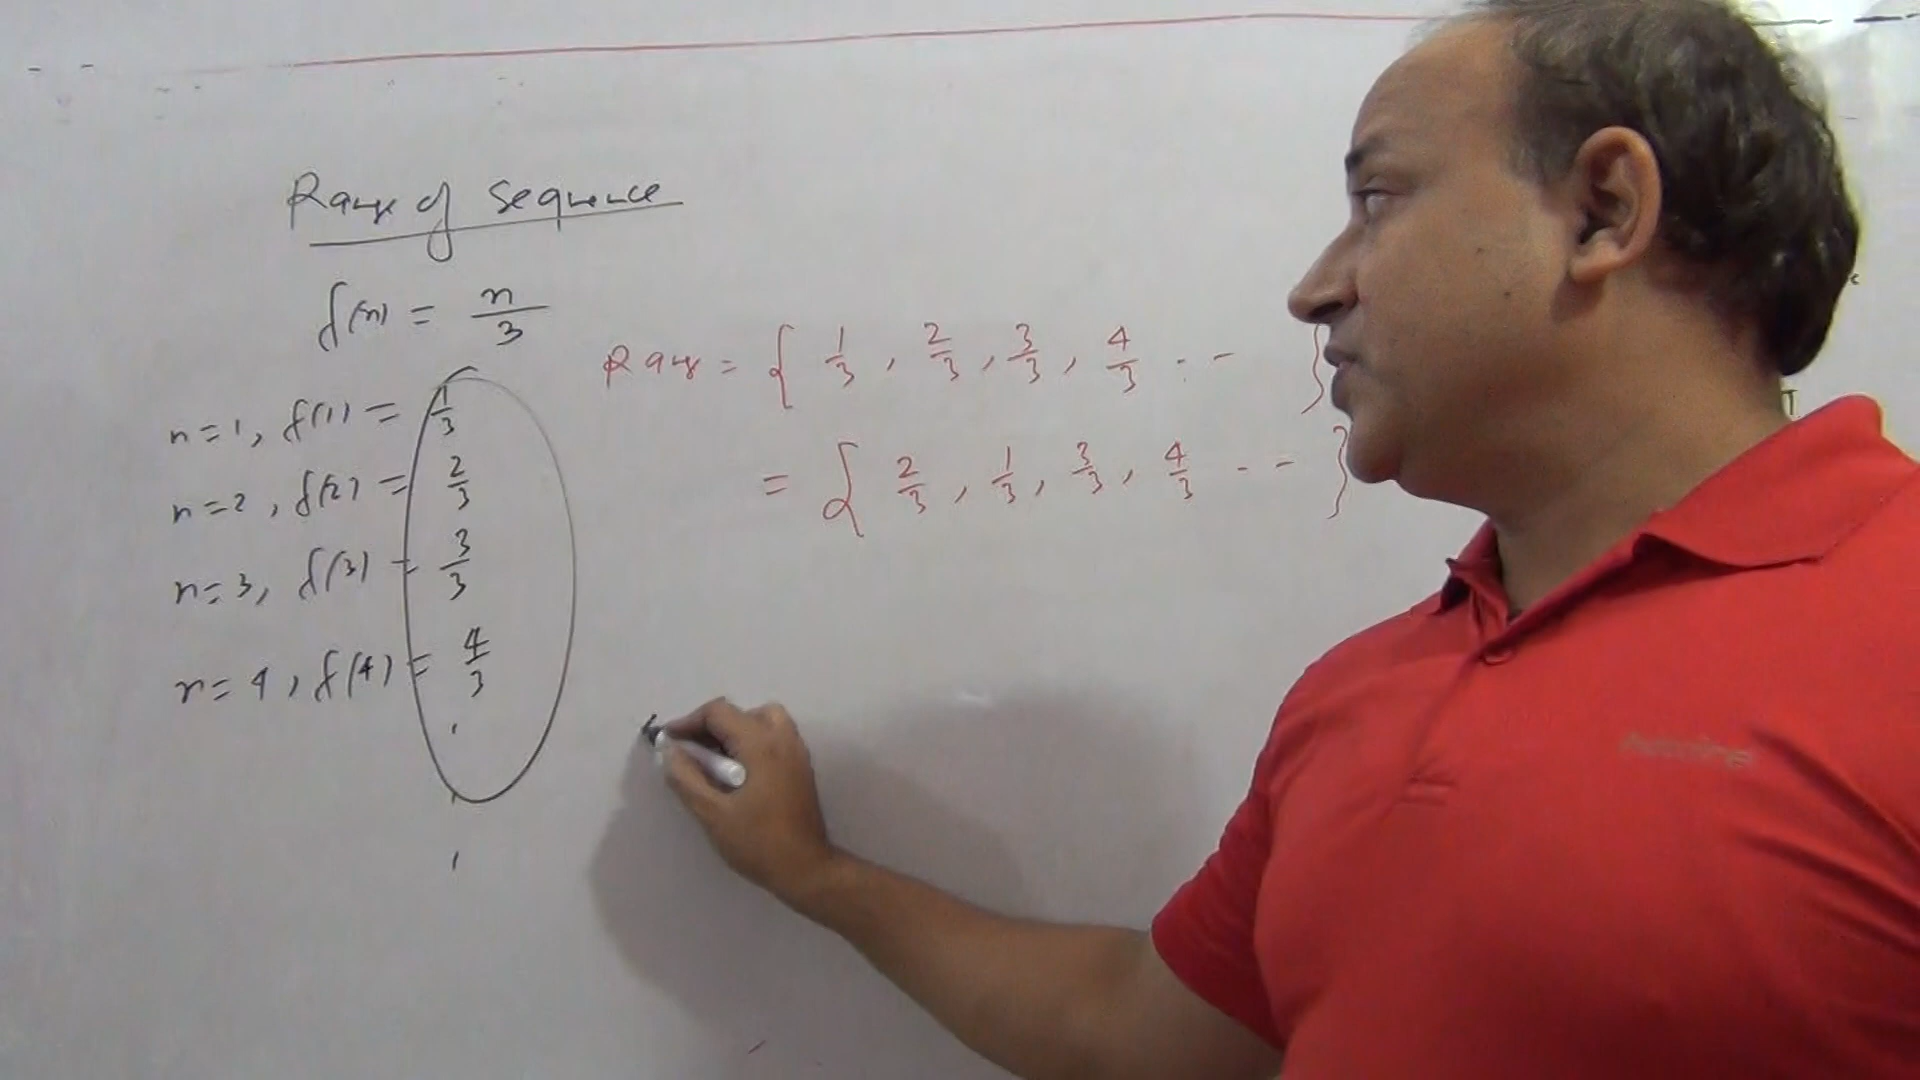 Range of Sequence
f(n) = n/3
n=1, f(1) = 1/3
n=2, f(2) = 2/3
n=3, f(3) = 3/3
n=4, f(4) = 4/3
Range = { 1/3, 2/3, 3/3, 4/3 .. - }
= { 2/3, 1/3, 3/3, 4/3 - - }